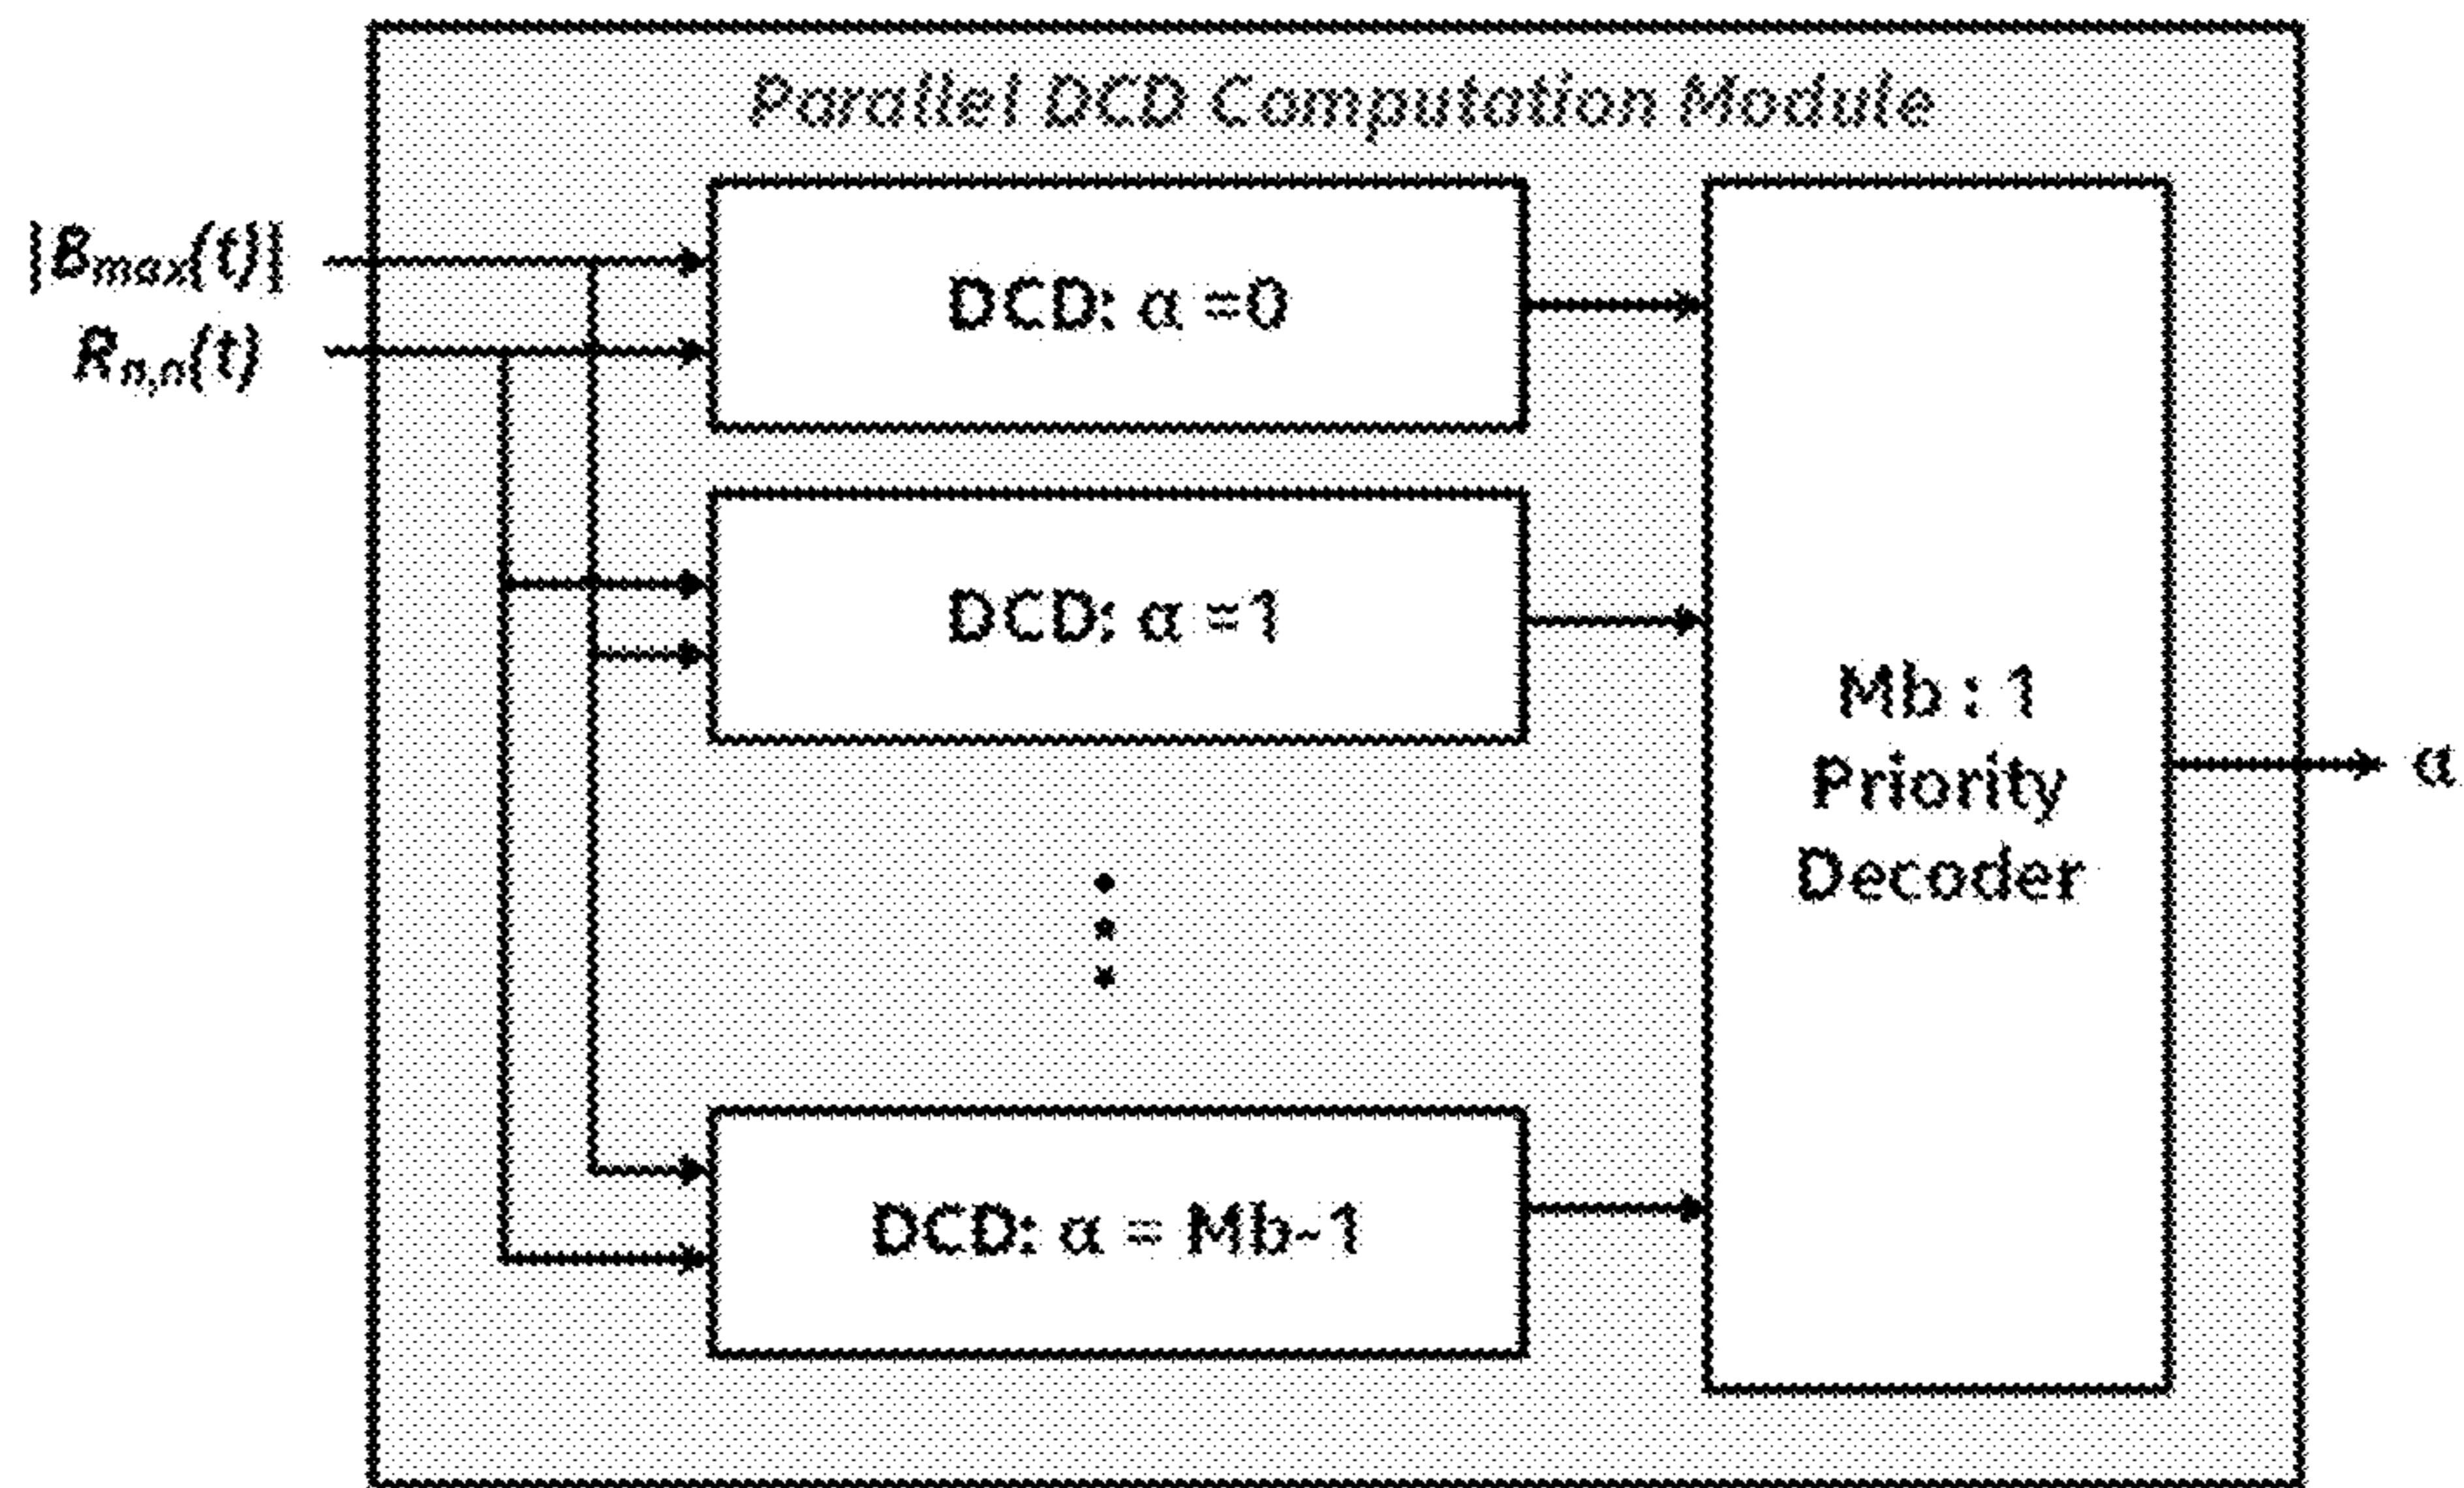 Parallel DCD Computation Module
|Bmax(t)|
Rn,n(t)
DCD: α =0
DCD: α =1
DCD: α = Mb-1
Mb : 1
Priority
Decoder
α